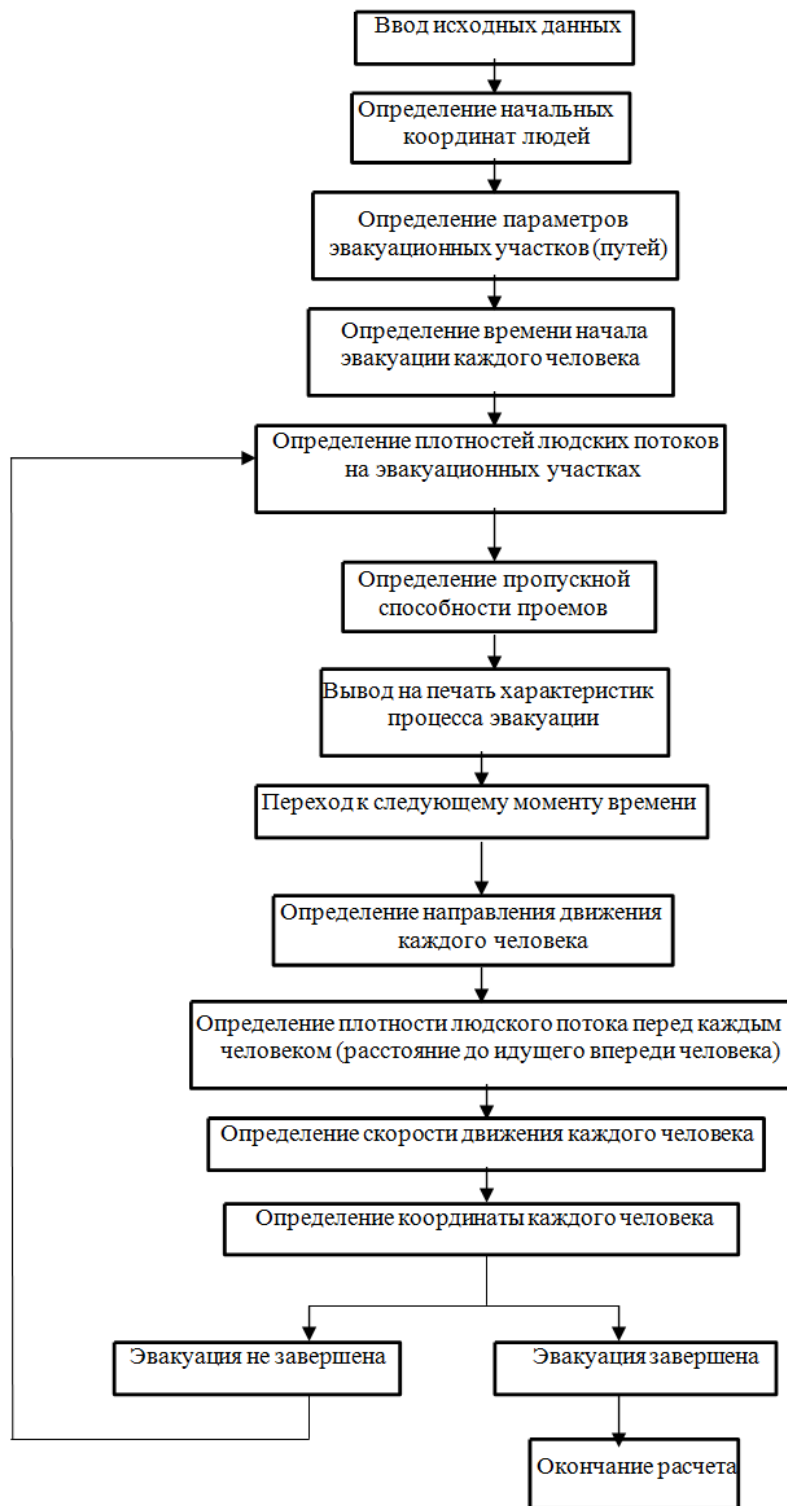 Ввод исходных данных
Определение начальных
координат людей
Определение параметров
эвакуационных участков (путей)
Определение времени начала
эвакуации каждого человека
Определение плотностей людских потоков
на эвакуационных участках
Определение пропускной
способности проемов
Вывод на печать характеристик
процесса эвакуации
Переход к следующему моменту времени
Определение направления движения
каждого человека
Определение плотности людского потока перед каждым
человеком (расстояние до идущего впереди человека)
Определение скорости движения каждого человека
Определение координаты каждого человека
Эвакуация не завершена
Эвакуация завершена
Окончание расчета